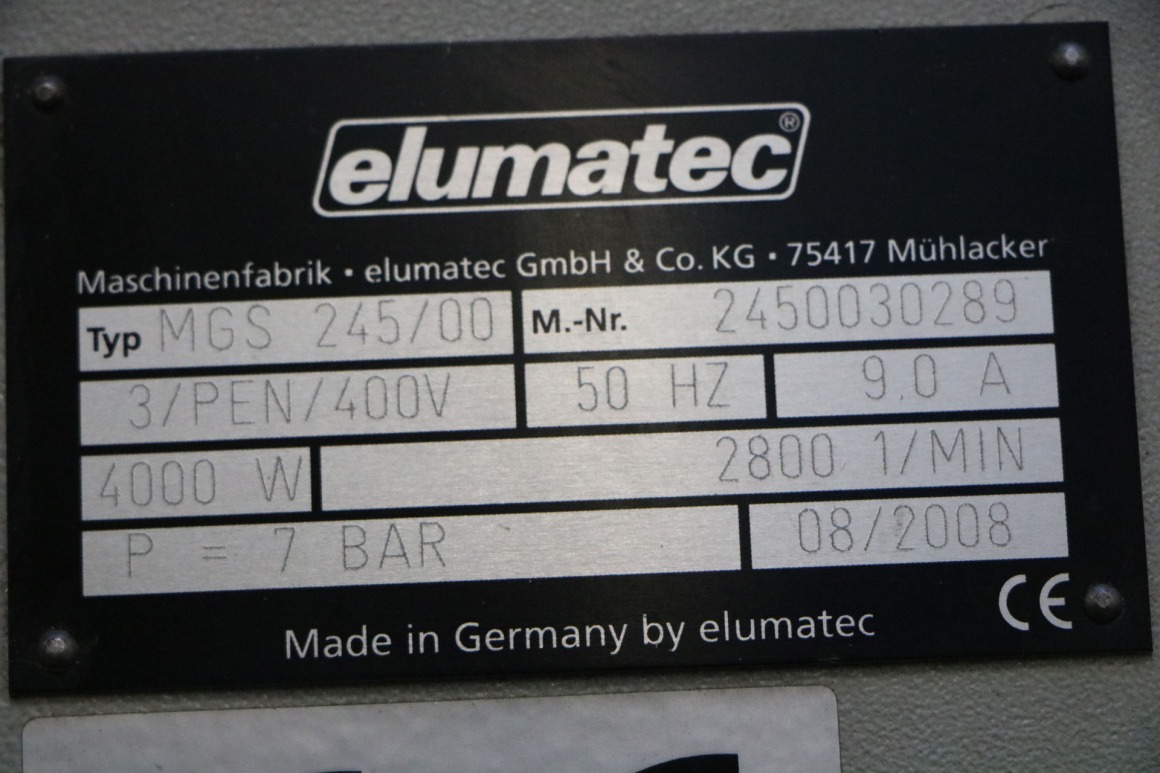 elumatec®
Maschinenfabrik • elumatec GmbH & Co. KG • 75417 Mühlacker
Typ MGS 245/00 M.-Nr. 2450030289
3/PEN/400V 50 HZ 9.0 A
4000 W 2800 1/MIN
P = 7 BAR 08/2008
CE
Made in Germany by elumatec